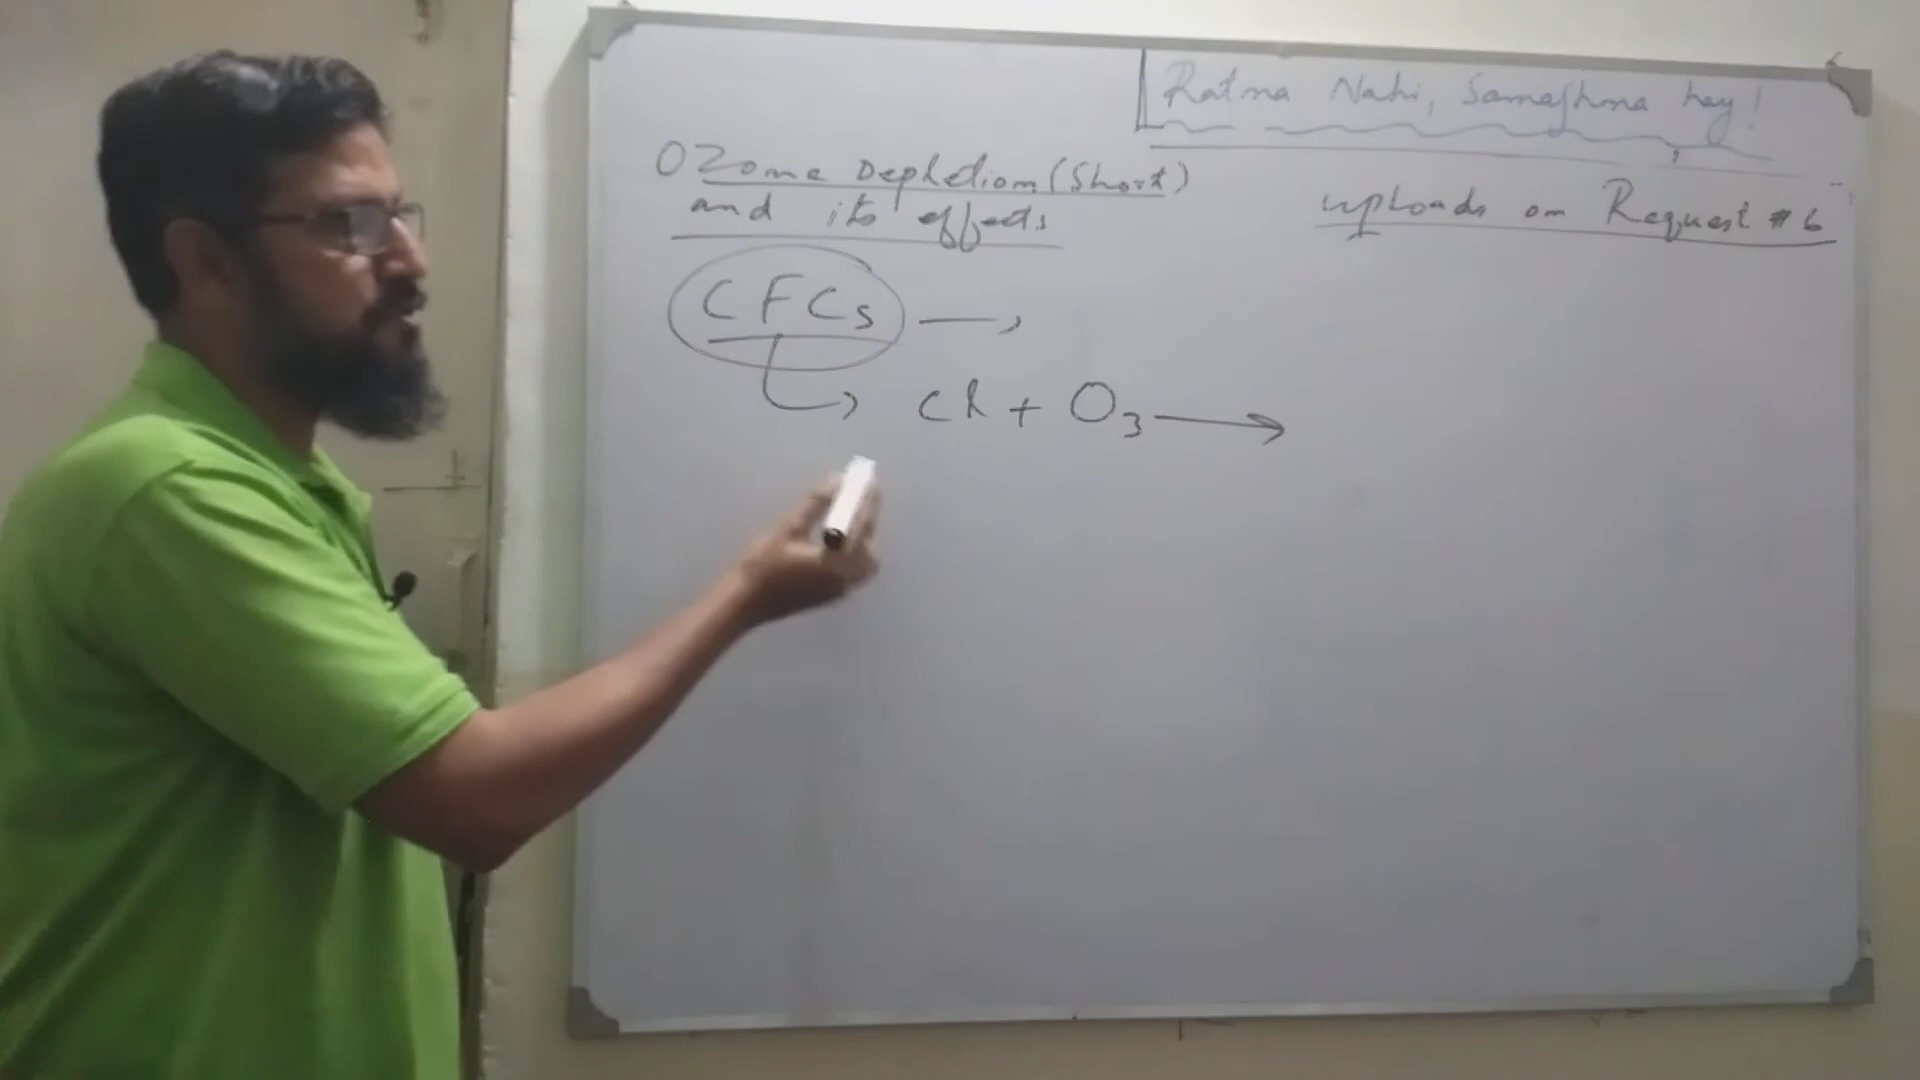 Ratna Nahi, Samajhna hay!
Ozone Depletion (Short)
and its effects
uploads on Request #6
CFCs →
Cl + O3 →